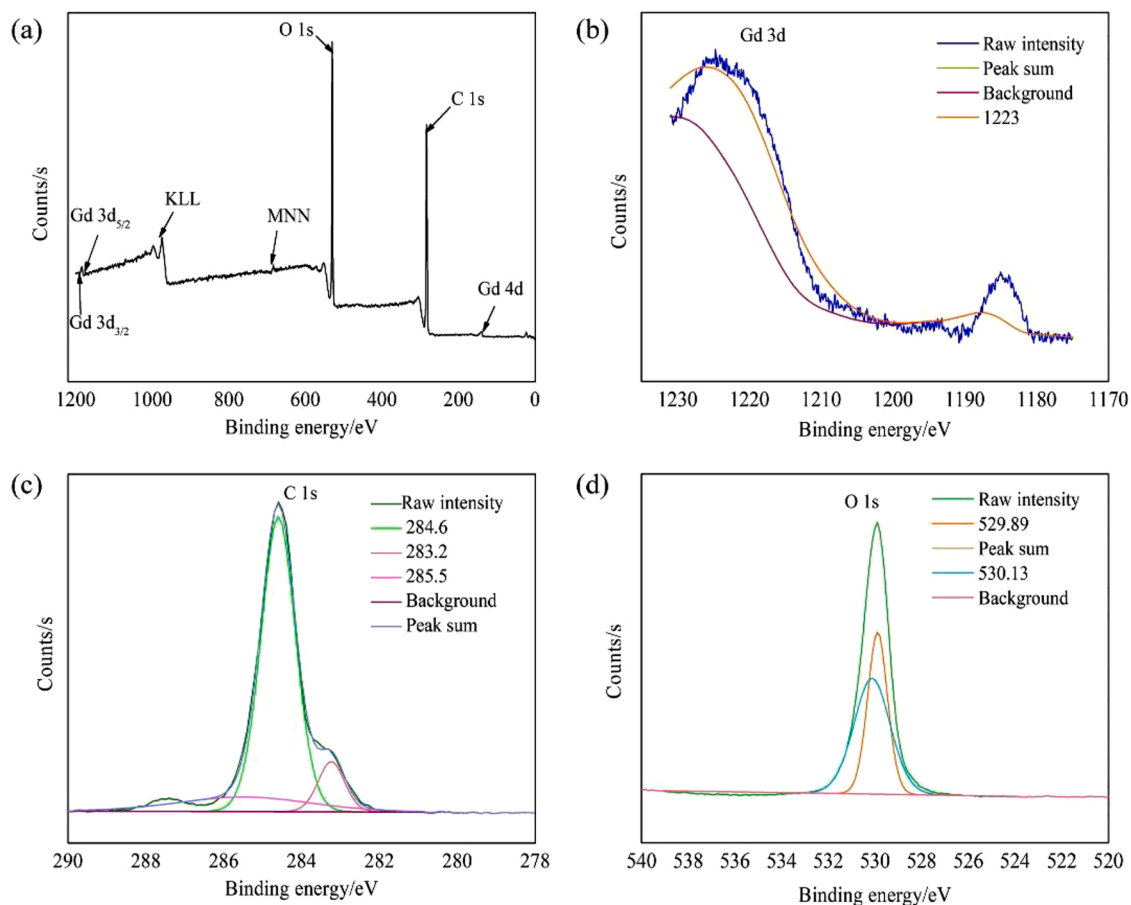 (a)
O 1s
C 1s
KLL
Gd 3d5/2
MNN
Gd 4d
Gd 3d3/2
Counts/s
1200 1000 800 600 400 200 0
Binding energy/eV
(b)
Gd 3d
Raw intensity
Peak sum
Background
1223
Counts/s
1230 1220 1210 1200 1190 1180 1170
Binding energy/eV
(c)
C 1s
Raw intensity
284.6
283.2
285.5
Background
Peak sum
Counts/s
290 288 286 284 282 280 278
Binding energy/eV
(d)
O 1s
Raw intensity
529.89
Peak sum
530.13
Background
Counts/s
540 538 536 534 532 530 528 526 524 522 520
Binding energy/eV